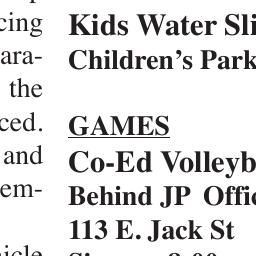 cing
ara-
the
ced.
and
em-
Kids Water Sli
Children's Park
GAMES
Co-Ed Volleyb
Behind JP Offic
113 E. Jack St